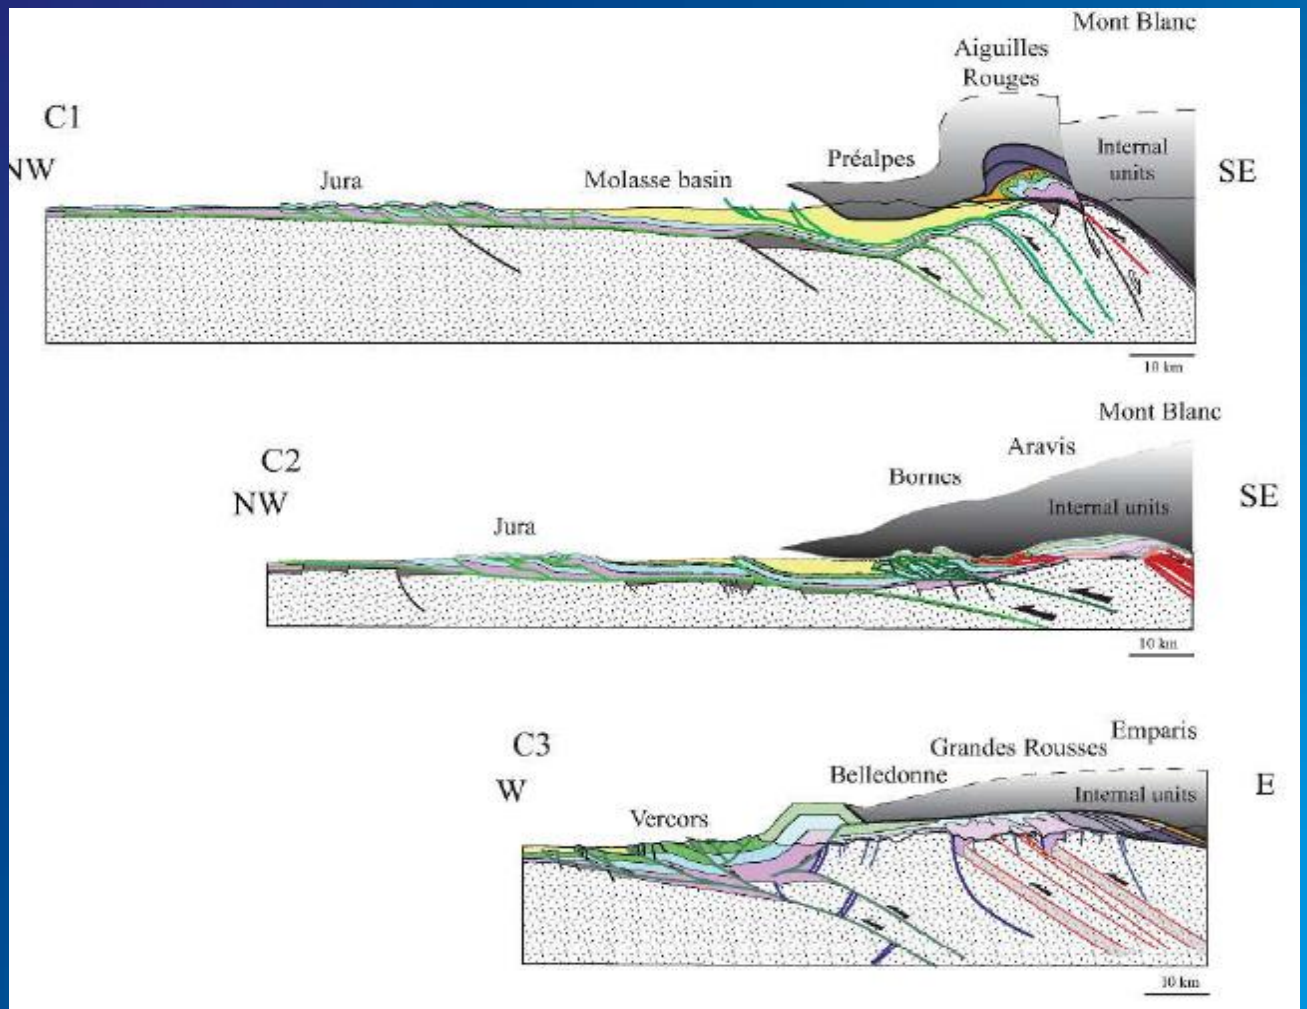 Mont Blanc
Aiguilles
Rouges
C1
NW
Jura
Molasse basin
Préalpes
Internal
units
SE
10 km
Mont Blanc
Aravis
C2
NW
Bornes
SE
Internal units
Jura
10 km
Emparis
C3
Grandes Rousses
W
Belledonne
E
Internal units
Vercors
10 km